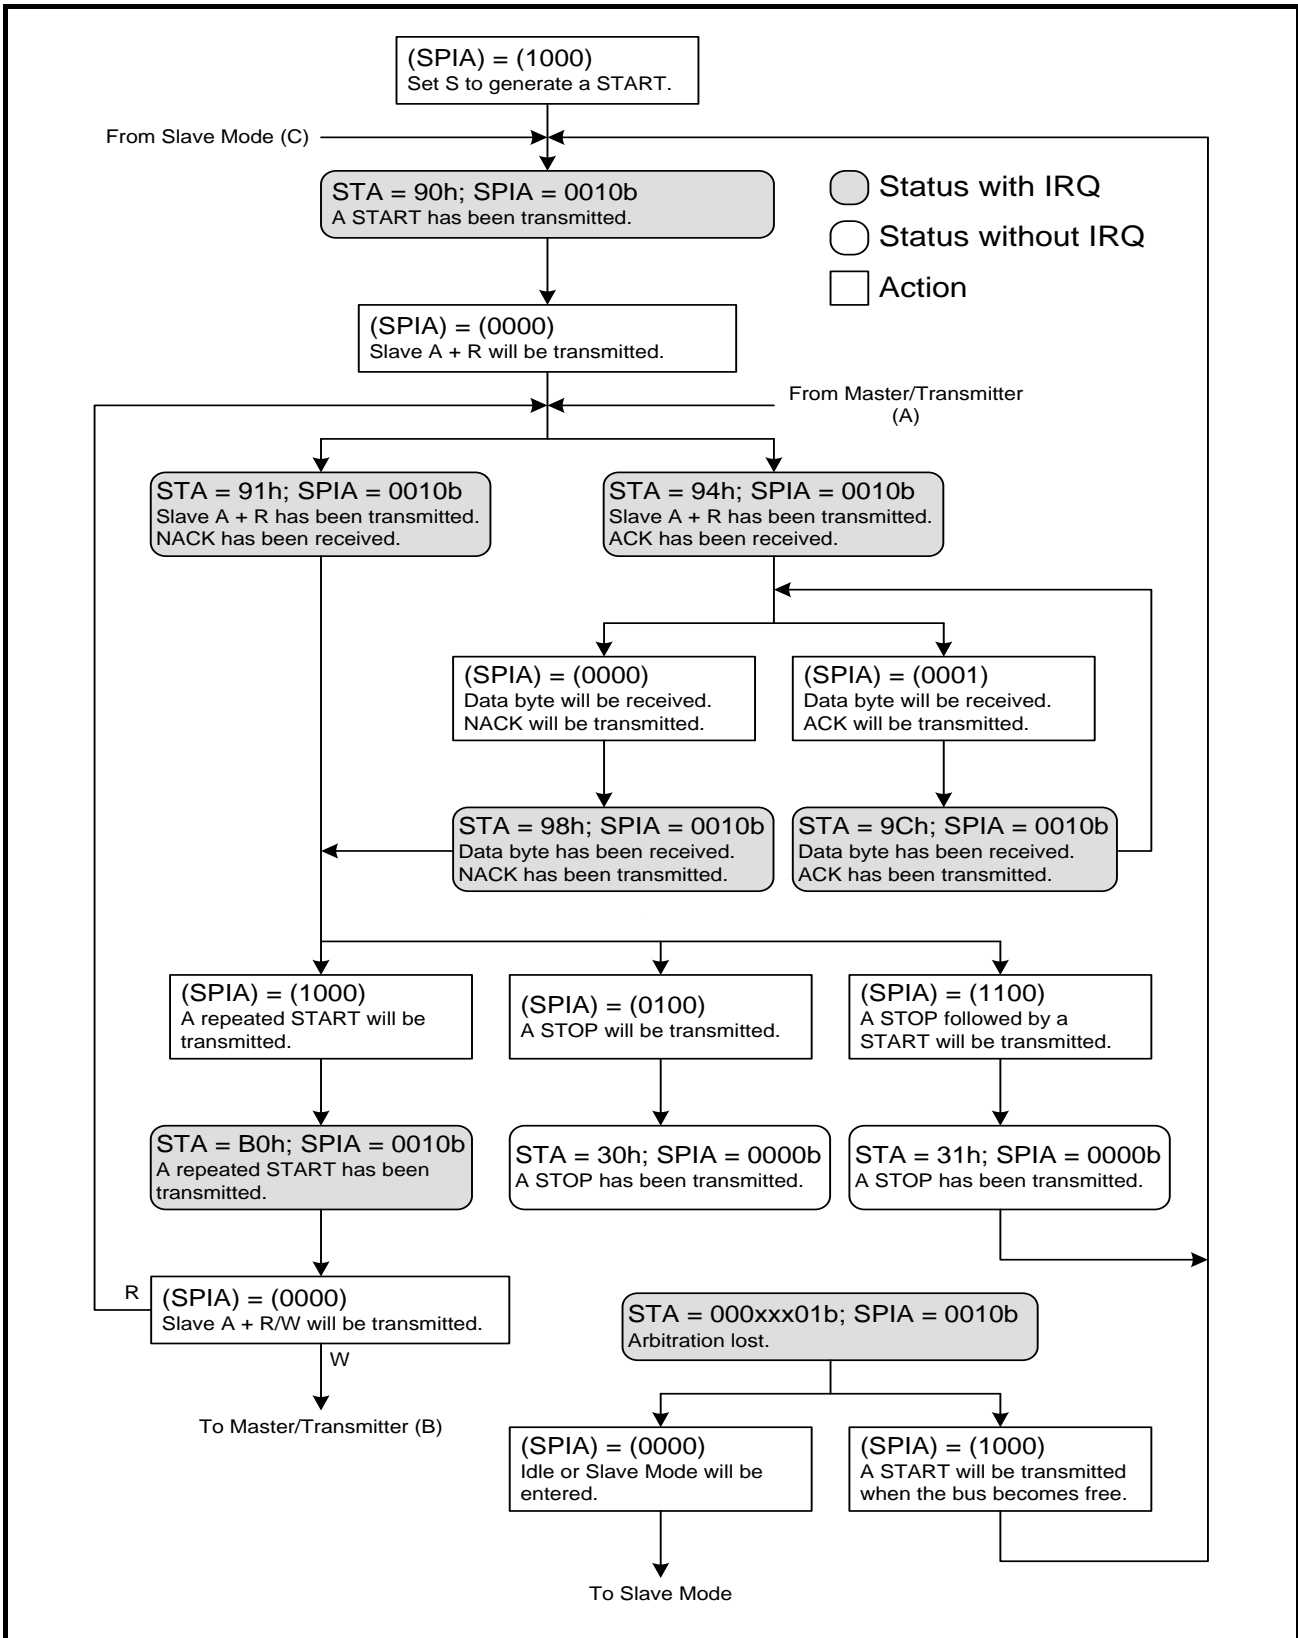 (SPIA) = (1000)
Set S to generate a START.
From Slave Mode (C)
STA = 90h; SPIA = 0010b
A START has been transmitted.
Status with IRQ
Status without IRQ
Action
(SPIA) = (0000)
Slave A + R will be transmitted.
From Master/Transmitter
(A)
STA = 91h; SPIA = 0010b
Slave A + R has been transmitted.
NACK has been received.
STA = 94h; SPIA = 0010b
Slave A + R has been transmitted.
ACK has been received.
(SPIA) = (0000)
Data byte will be received.
NACK will be transmitted.
(SPIA) = (0001)
Data byte will be received.
ACK will be transmitted.
STA = 98h; SPIA = 0010b
Data byte has been received.
NACK has been transmitted.
STA = 9Ch; SPIA = 0010b
Data byte has been received.
ACK has been transmitted.
(SPIA) = (1000)
A repeated START will be
transmitted.
(SPIA) = (0100)
A STOP will be transmitted.
(SPIA) = (1100)
A STOP followed by a
START will be transmitted.
STA = B0h; SPIA = 0010b
A repeated START has been
transmitted.
STA = 30h; SPIA = 0000b
A STOP has been transmitted.
STA = 31h; SPIA = 0000b
A STOP has been transmitted.
R
(SPIA) = (0000)
Slave A + R/W will be transmitted.
W
To Master/Transmitter (B)
STA = 000xxx01b; SPIA = 0010b
Arbitration lost.
(SPIA) = (0000)
Idle or Slave Mode will be
entered.
(SPIA) = (1000)
A START will be transmitted
when the bus becomes free.
To Slave Mode